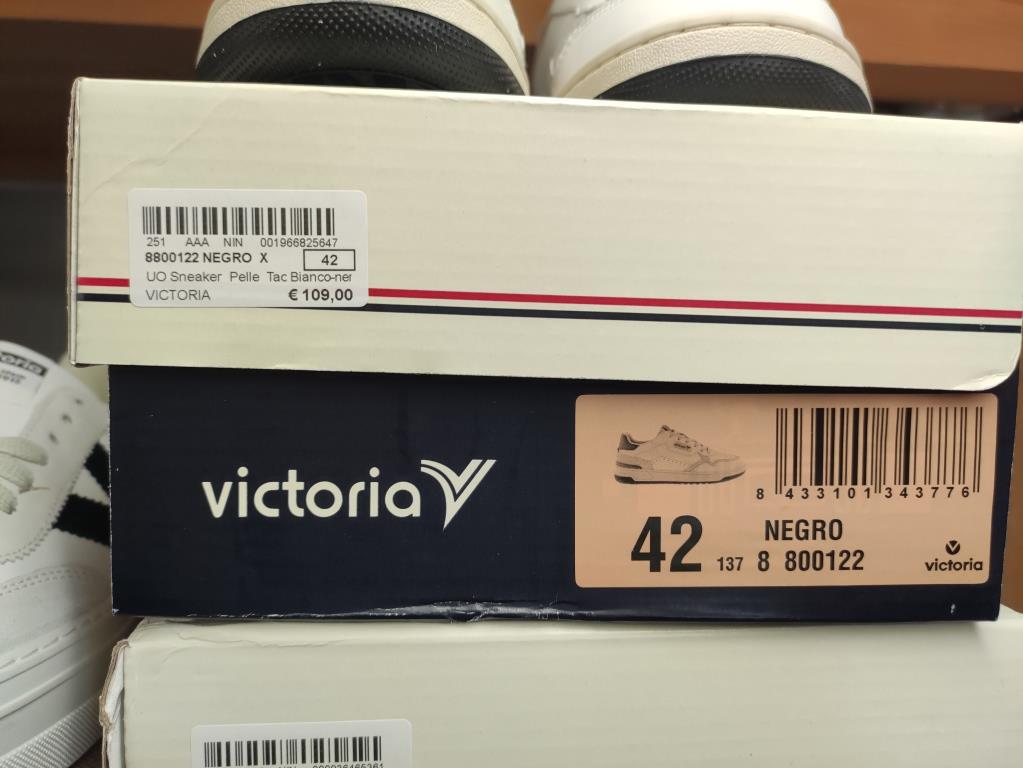 251 AAA NIN 001966825647
8800122 NEGRO X 42
UO Sneaker Pelle Tac Bianco-ner
VICTORIA € 109,00
victoria
8 433101 343776
42 NEGRO
137 8 800122
victoria